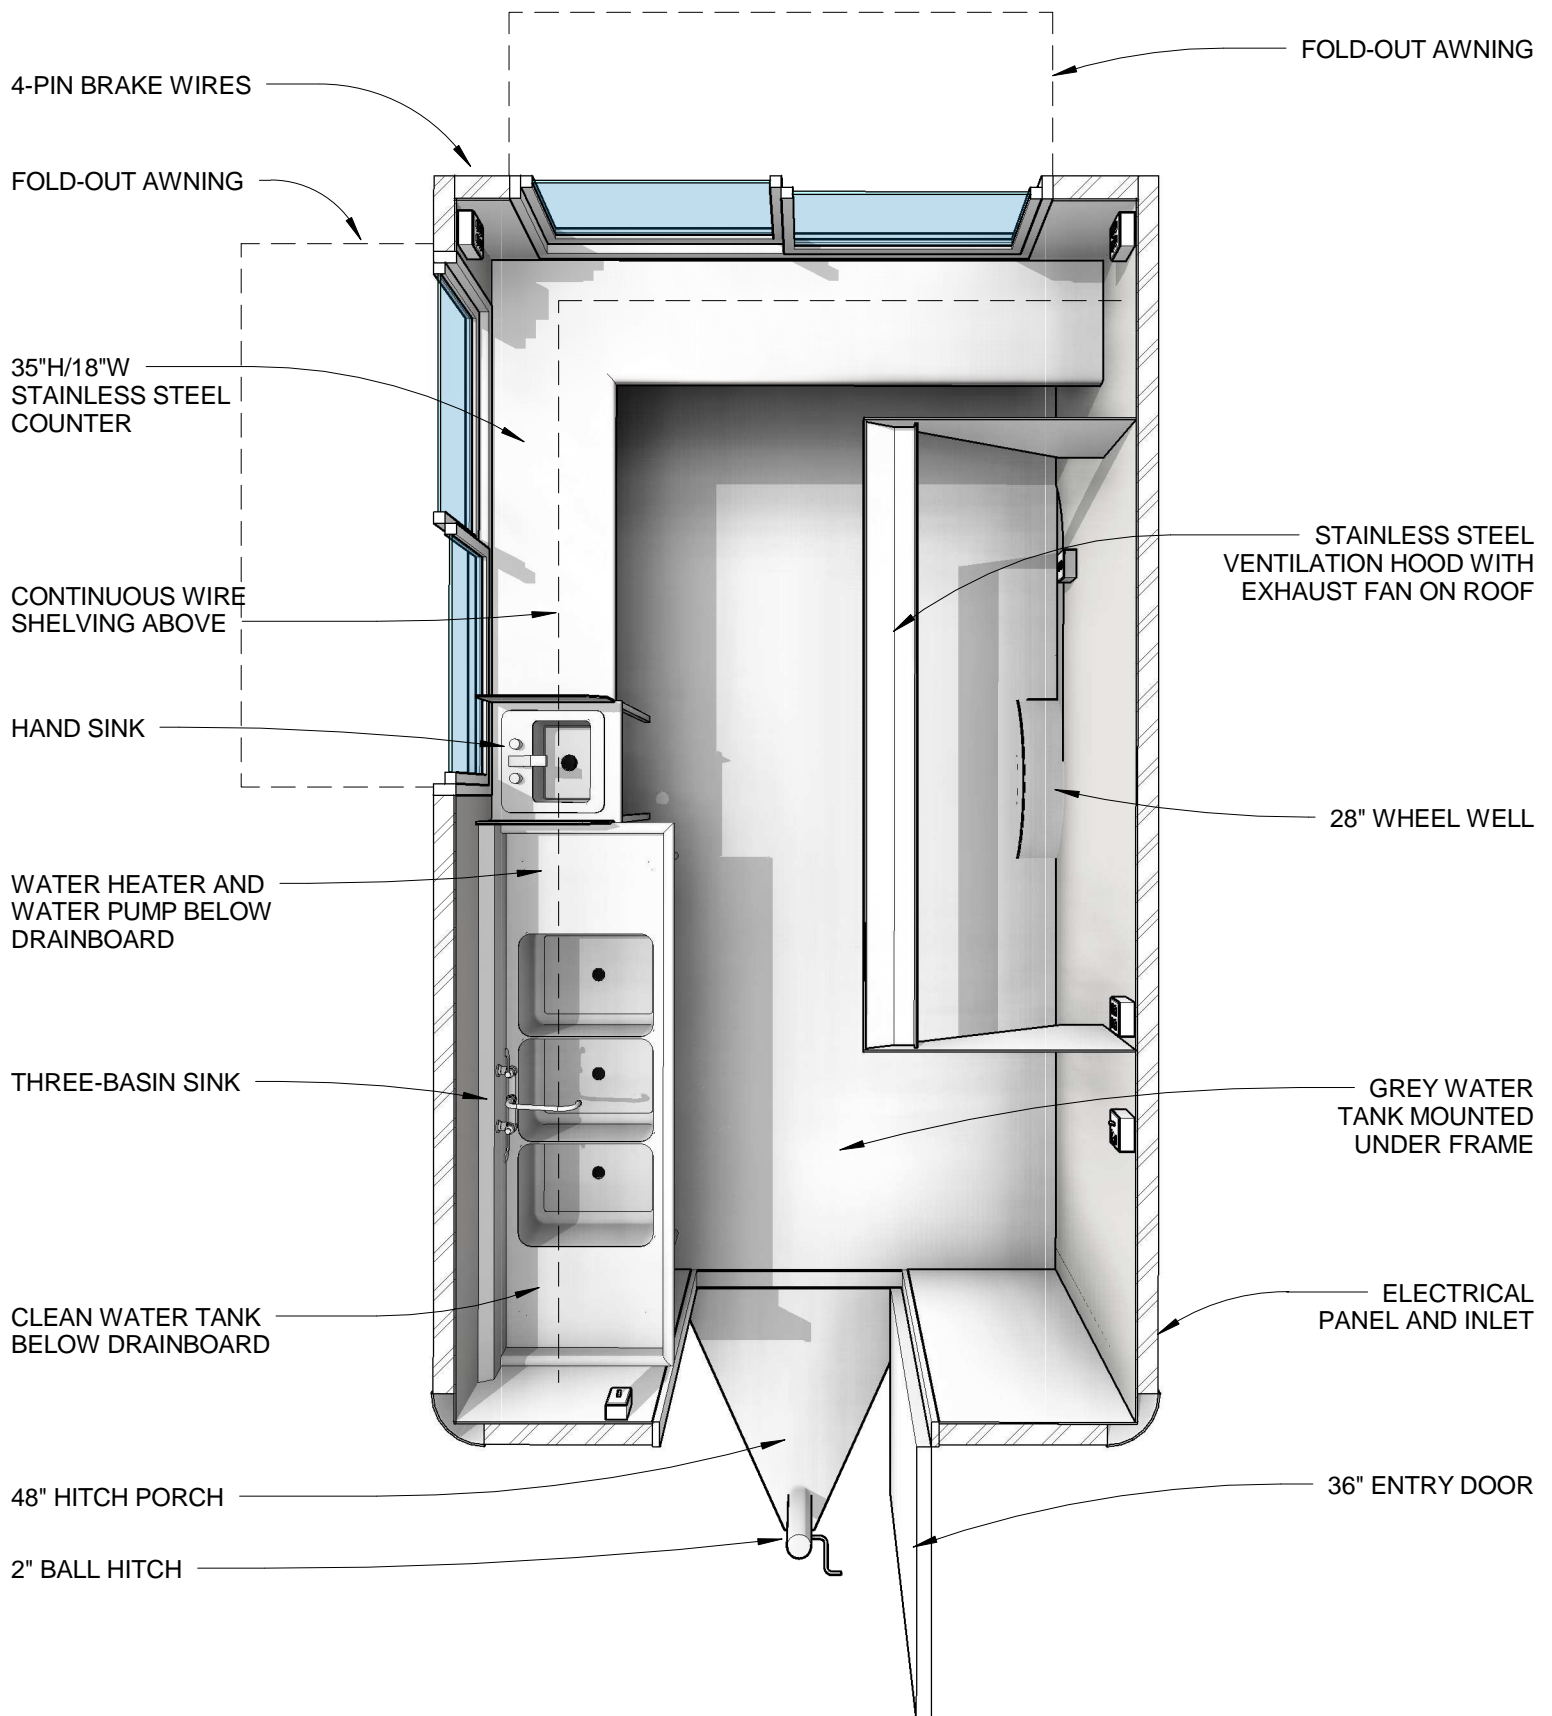 FOLD-OUT AWNING
4-PIN BRAKE WIRES
FOLD-OUT AWNING
35"H/18"W
STAINLESS STEEL
COUNTER
STAINLESS STEEL
VENTILATION HOOD WITH
EXHAUST FAN ON ROOF
CONTINUOUS WIRE
SHELVING ABOVE
HAND SINK
28" WHEEL WELL
WATER HEATER AND
WATER PUMP BELOW
DRAINBOARD
THREE-BASIN SINK
GREY WATER
TANK MOUNTED
UNDER FRAME
CLEAN WATER TANK
BELOW DRAINBOARD
ELECTRICAL
PANEL AND INLET
48" HITCH PORCH
36" ENTRY DOOR
2" BALL HITCH